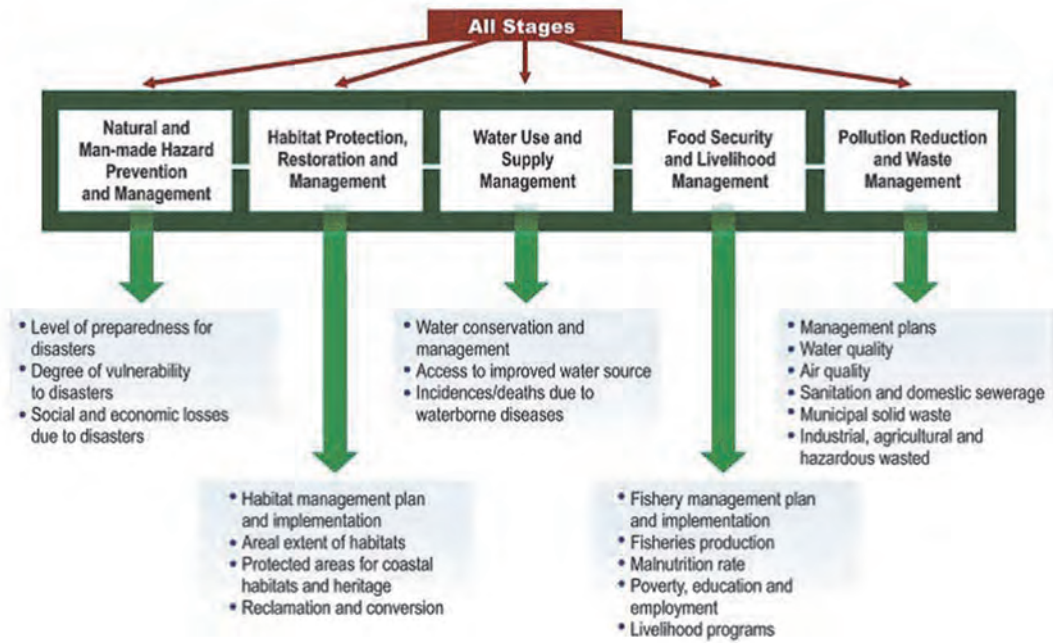 All Stages
Natural and
Man-made Hazard
Prevention
and Management
Habitat Protection,
Restoration and
Management
Water Use and
Supply
Management
Food Security
and Livelihood
Management
Pollution Reduction
and Waste
Management
• Level of preparedness for
disasters
• Degree of vulnerability
to disasters
• Social and economic losses
due to disasters
• Water conservation and
management
• Access to improved water source
• Incidences/deaths due to
waterborne diseases
• Management plans
• Water quality
• Air quality
• Sanitation and domestic sewerage
• Municipal solid waste
• Industrial, agricultural and
hazardous wasted
• Habitat management plan
and implementation
• Areal extent of habitats
• Protected areas for coastal
habitats and heritage
• Reclamation and conversion
• Fishery management plan
and implementation
• Fisheries production
• Malnutrition rate
• Poverty, education and
employment
• Livelihood programs